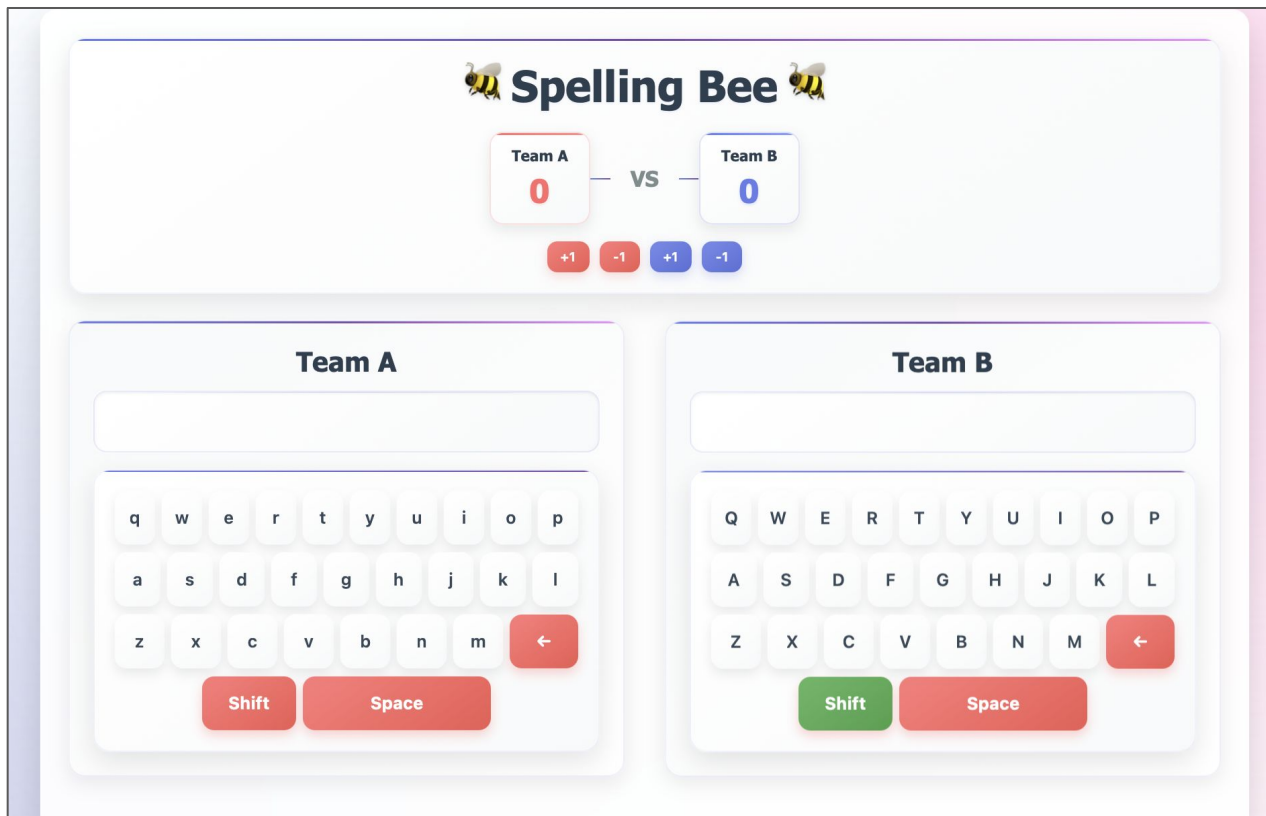 🐝 Spelling Bee 🐝
Team A
0
VS
Team B
0
+1 -1 +1 -1
Team A
q w e r t y u i o p
a s d f g h j k l
z x c v b n m ←
Shift Space
Team B
Q W E R T Y U I O P
A S D F G H J K L
Z X C V B N M ←
Shift Space